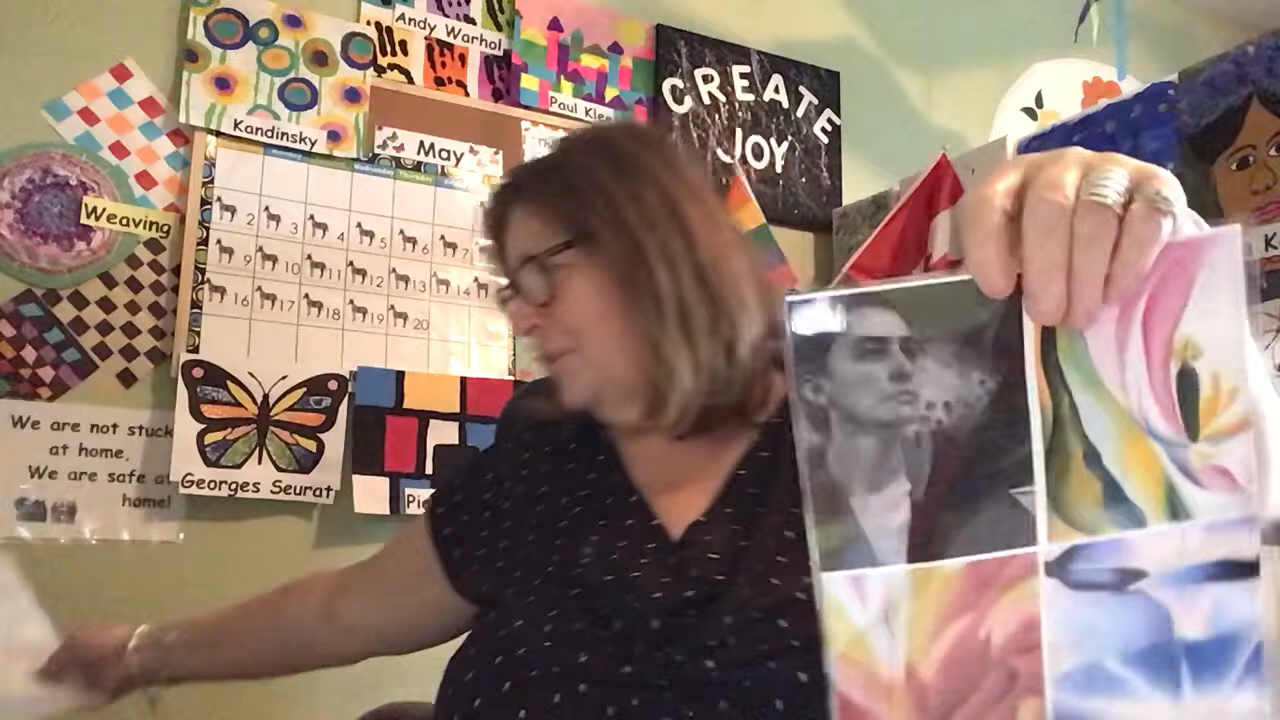 Andy Warhol
Kandinsky
Paul Klee
CREATE
JOY
May
Weaving
2 3 4 5 6 7
9 10 11 12 13 14
16 17 18 19 20
We are not stuck
at home,
We are safe at
home!
Georges Seurat
Pie
K